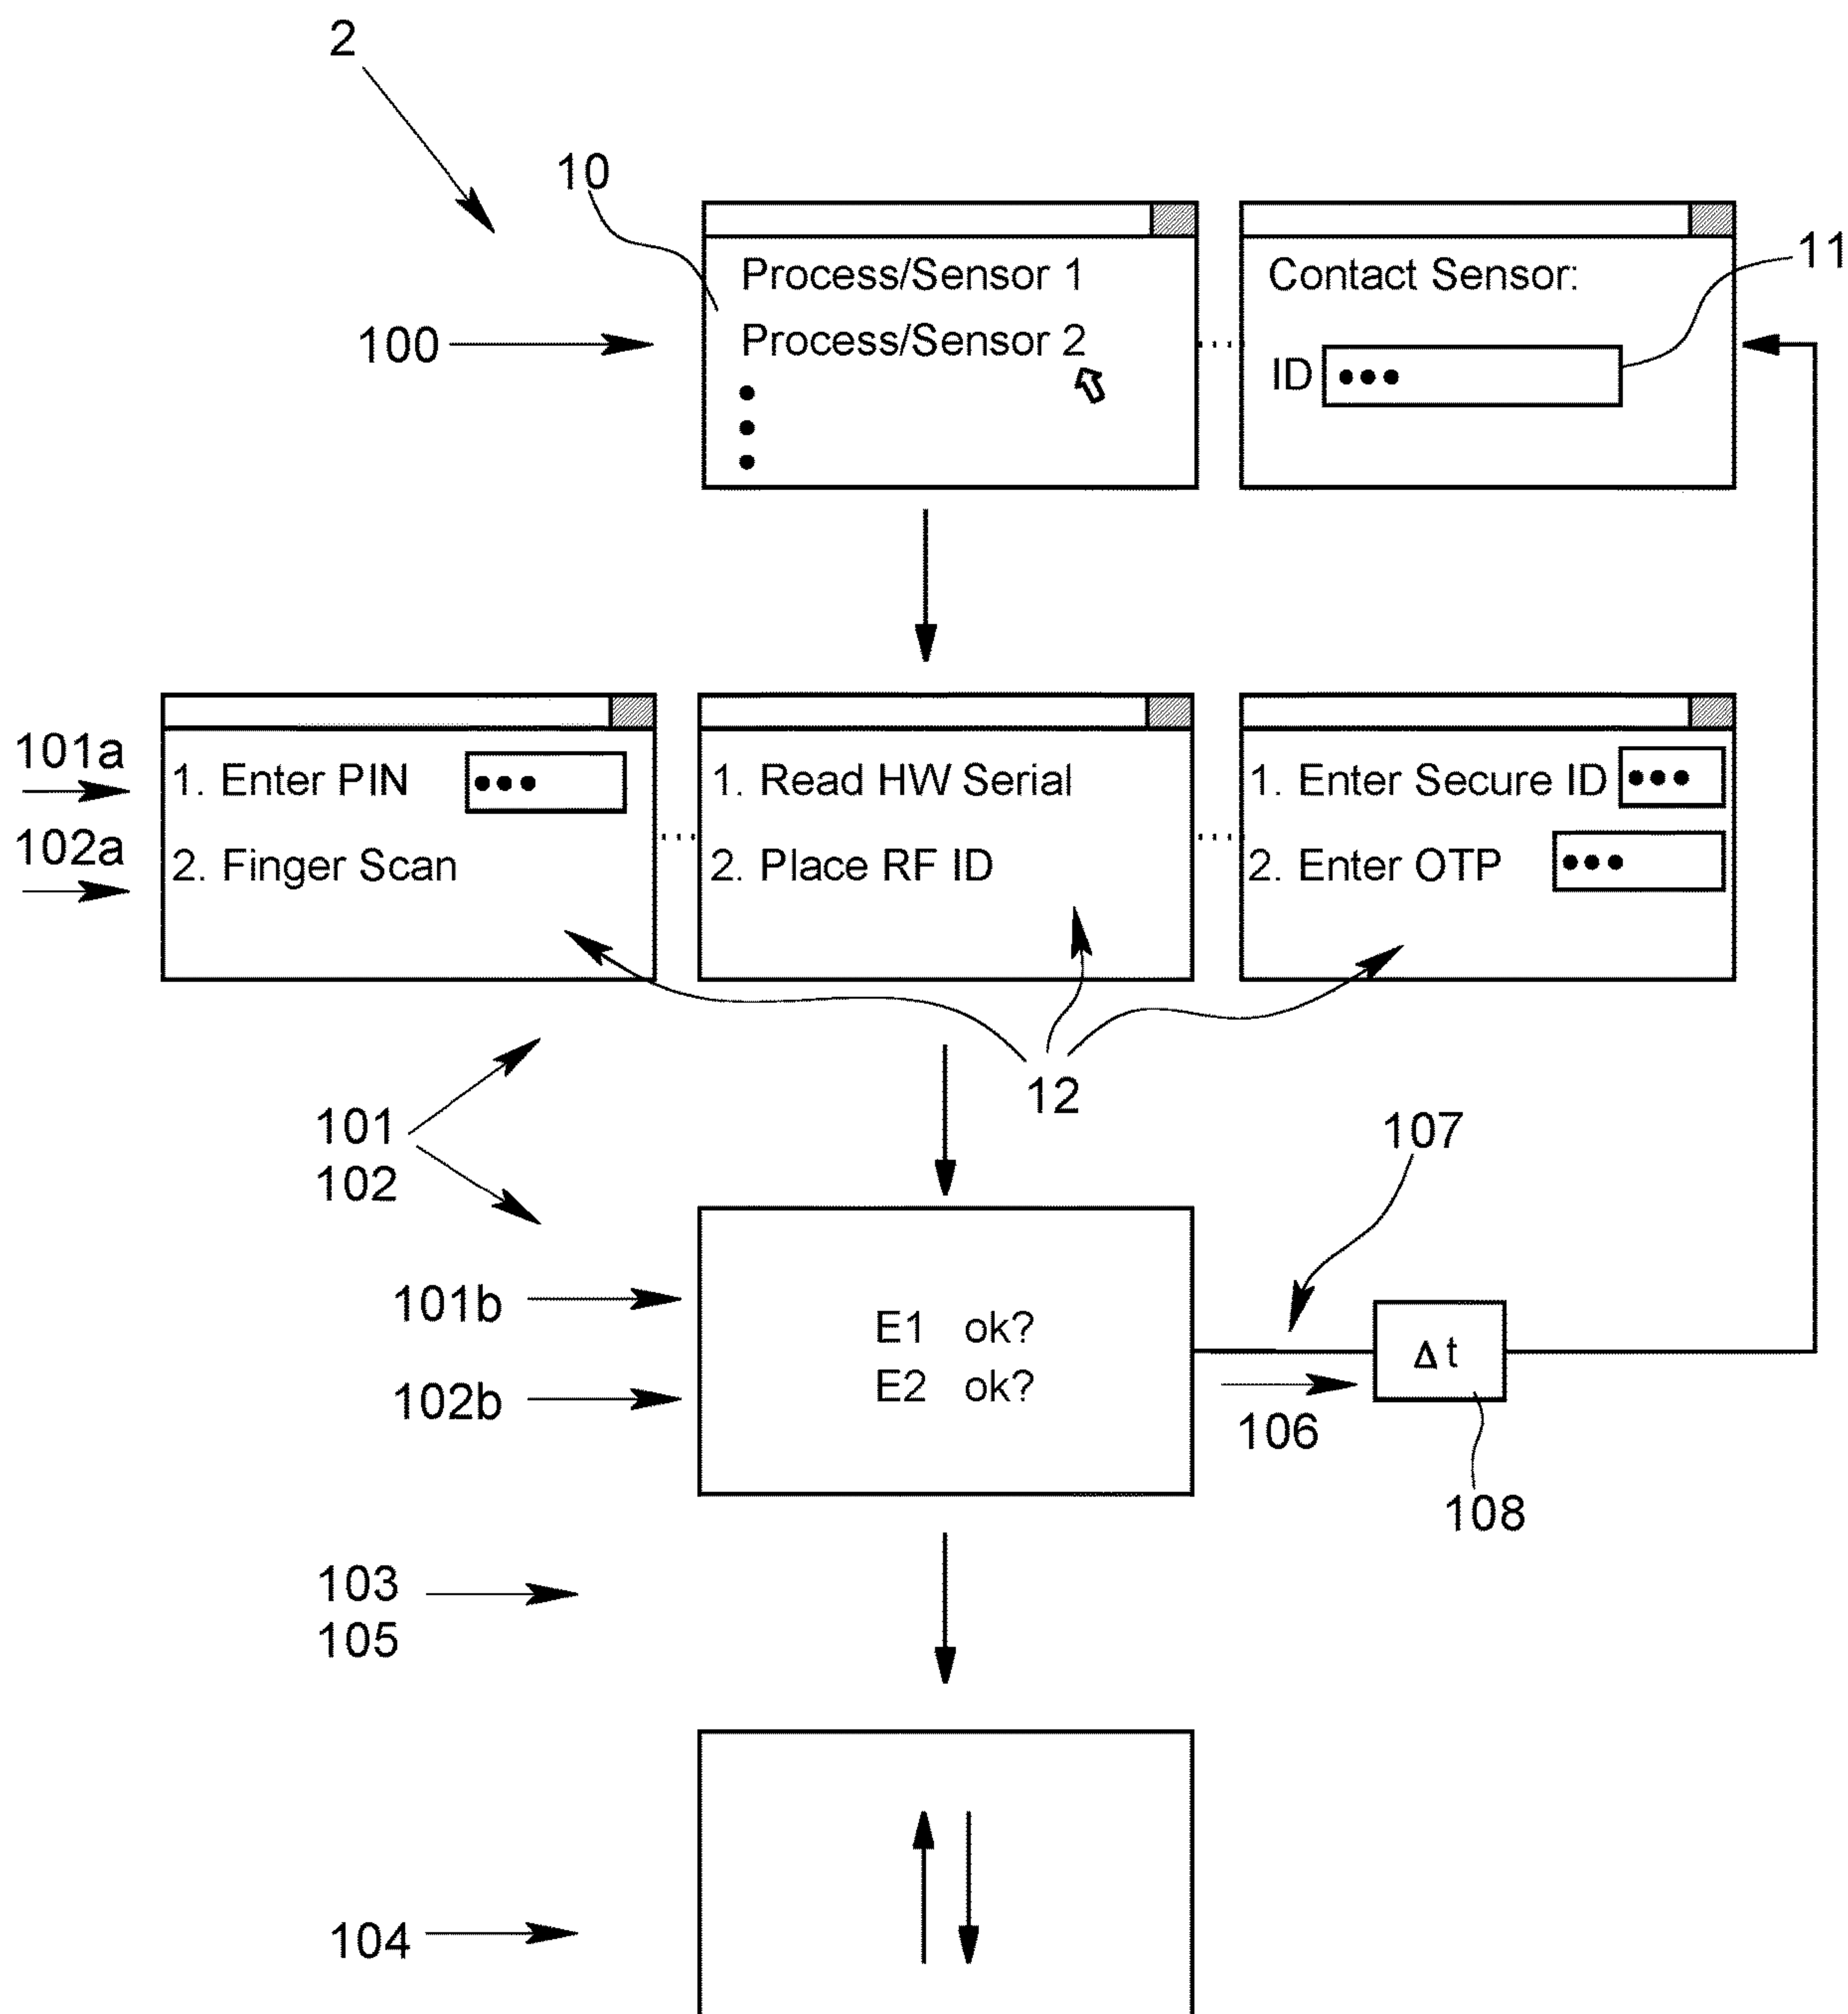 2
10
Process/Sensor 1
Process/Sensor 2
Contact Sensor:
ID •••
11
100
101a
102a
1. Enter PIN •••
2. Finger Scan
1. Read HW Serial
2. Place RF ID
1. Enter Secure ID •••
2. Enter OTP •••
12
101
102
107
101b
102b
E1 ok?
E2 ok?
Δt
106
108
103
105
104